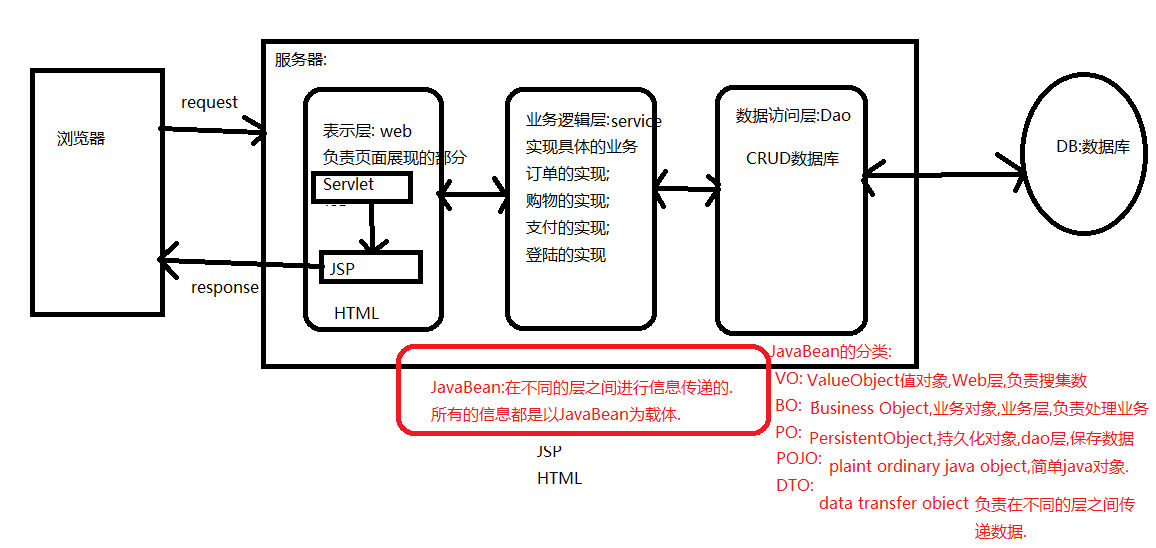 服务器:
浏览器
request
response
表示层: web
负责页面展现的部分
Servlet
JSP
HTML
业务逻辑层:service
实现具体的业务
订单的实现;
购物的实现;
支付的实现;
登陆的实现
数据访问层:Dao
CRUD数据库
DB:数据库
JavaBean:在不同的层之间进行信息传递的.
所有的信息都是以JavaBean为载体.
JSP
HTML
JavaBean的分类:
VO: ValueObject值对象,Web层,负责搜集数
BO: Business Object,业务对象,业务层,负责处理业务
PO: PersistentObject,持久化对象,dao层,保存数据
POJO: plaint ordinary java object,简单java对象.
DTO:
data transfer object 负责在不同的层之间传
递数据.